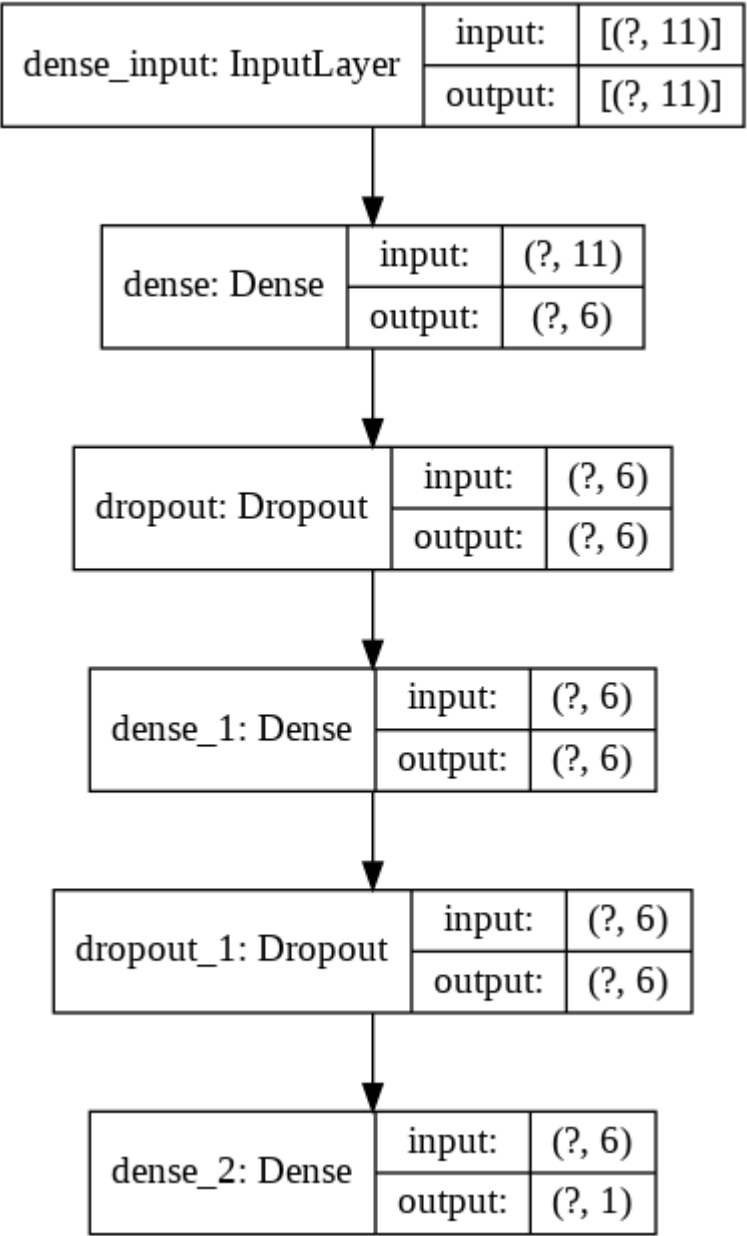 dense_input: InputLayer
input: [(?, 11)]
output: [(?, 11)]
dense: Dense
input: (?, 11)
output: (?, 6)
dropout: Dropout
input: (?, 6)
output: (?, 6)
dense_1: Dense
input: (?, 6)
output: (?, 6)
dropout_1: Dropout
input: (?, 6)
output: (?, 6)
dense_2: Dense
input: (?, 6)
output: (?, 1)